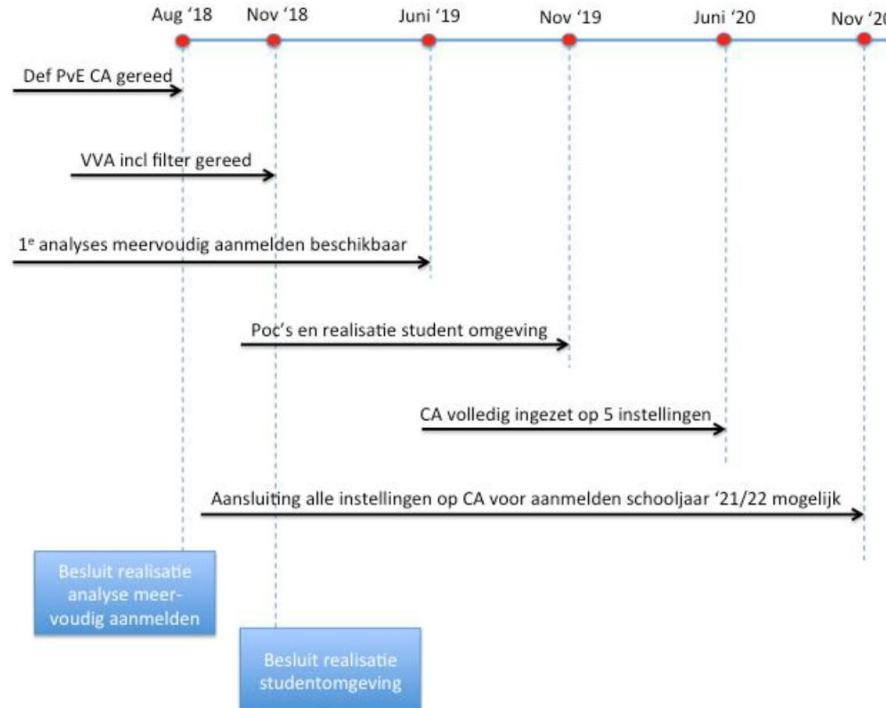 Aug ‘18 Nov ‘18 Juni ‘19 Nov ‘19 Juni ‘20 Nov ‘20
Def PvE CA gereed
VVA incl filter gereed
1e analyses meervoudig aanmelden beschikbaar
Poc’s en realisatie student omgeving
CA volledig ingezet op 5 instellingen
Aansluiting alle instellingen op CA voor aanmelden schooljaar ‘21/22 mogelijk
Besluit realisatie
analyse meer-
voudig aanmelden
Besluit realisatie
studentomgeving